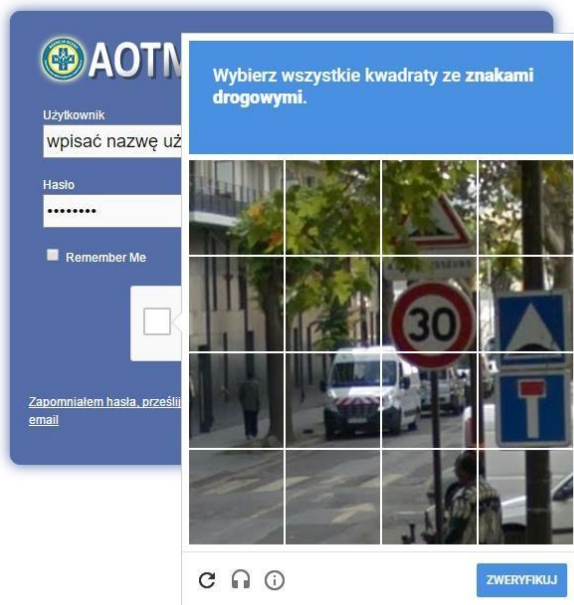 AOTM
Użytkownik
wpisać nazwę uż
Hasło
Remember Me
Zapomniałem hasła, prześlij
email
Wybierz wszystkie kwadraty ze znakami
drogowymi.
30
ZWERYFIKUJ